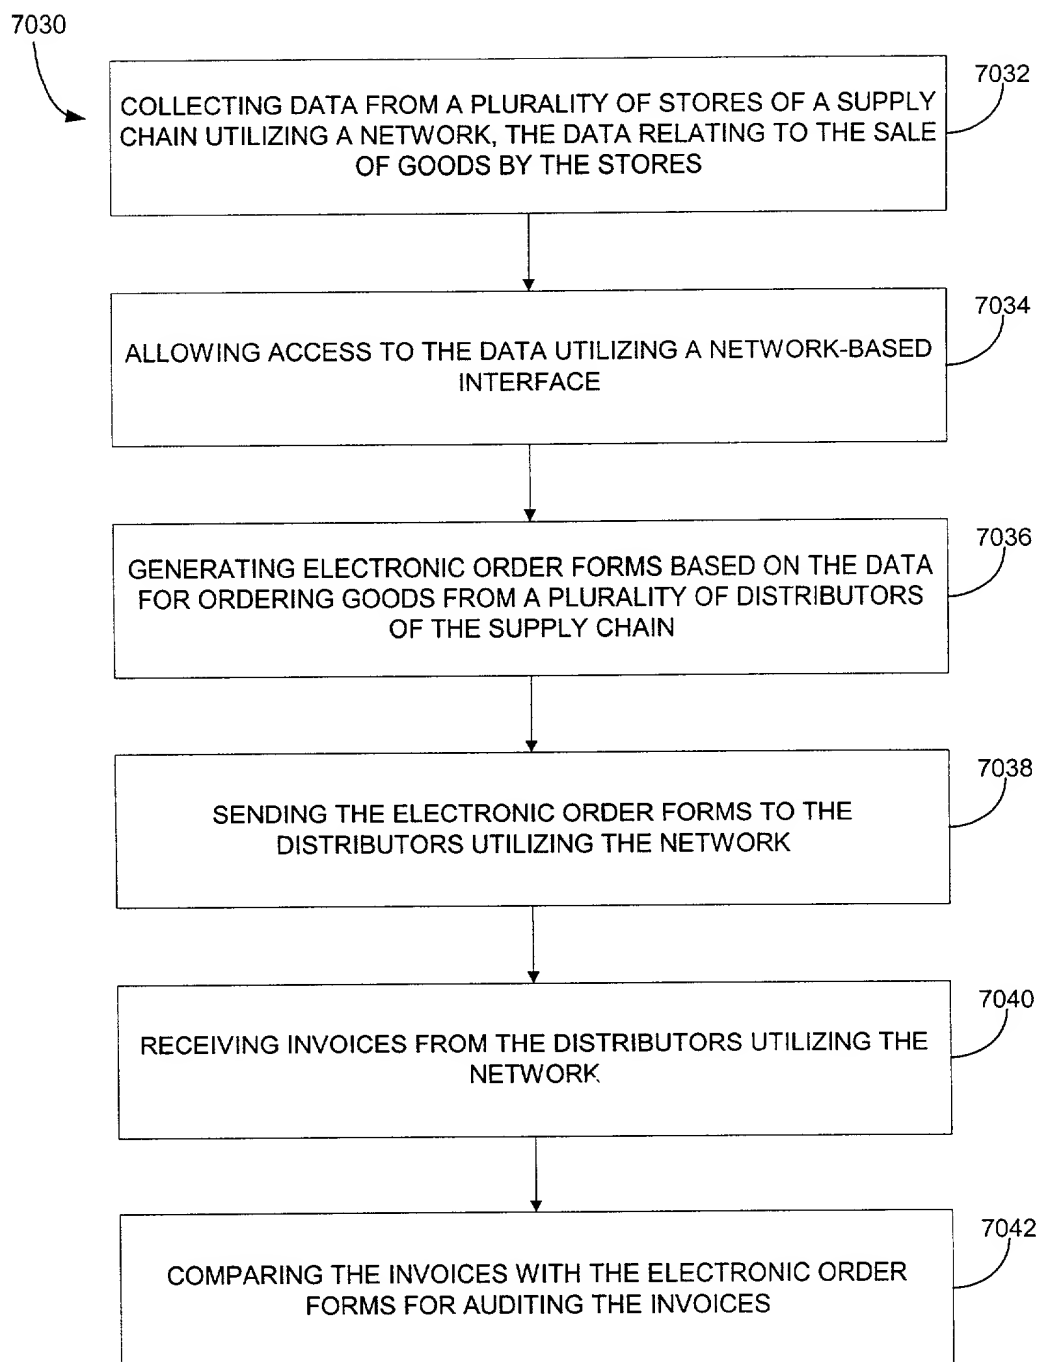 7030
7032
COLLECTING DATA FROM A PLURALITY OF STORES OF A SUPPLY
CHAIN UTILIZING A NETWORK, THE DATA RELATING TO THE SALE
OF GOODS BY THE STORES
7034
ALLOWING ACCESS TO THE DATA UTILIZING A NETWORK-BASED
INTERFACE
7036
GENERATING ELECTRONIC ORDER FORMS BASED ON THE DATA
FOR ORDERING GOODS FROM A PLURALITY OF DISTRIBUTORS
OF THE SUPPLY CHAIN
7038
SENDING THE ELECTRONIC ORDER FORMS TO THE
DISTRIBUTORS UTILIZING THE NETWORK
7040
RECEIVING INVOICES FROM THE DISTRIBUTORS UTILIZING THE
NETWORK
7042
COMPARING THE INVOICES WITH THE ELECTRONIC ORDER
FORMS FOR AUDITING THE INVOICES